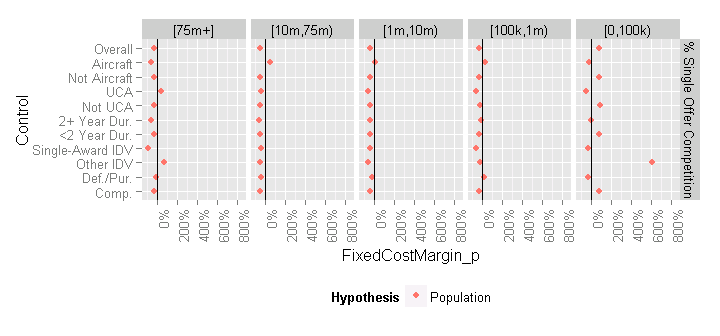 [75m+] [10m,75m) [1m,10m) [100k,1m) [0,100k)
Overall
Aircraft
Not Aircraft
UCA
Not UCA
2+ Year Dur.
<2 Year Dur.
Single-Award IDV
Other IDV
Def./Pur.
Comp.
Control
% Single Offer Competition
0% 200% 400% 600% 800% 0% 200% 400% 600% 800% 0% 200% 400% 600% 800% 0% 200% 400% 600% 800% 0% 200% 400% 600% 800%
FixedCostMargin_p
Hypothesis Population